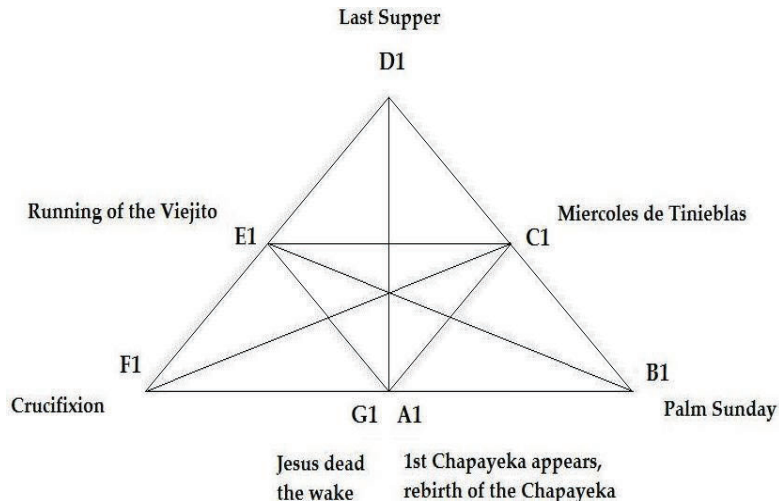 Last Supper
D1
Running of the Viejito
Miercoles de Tinieblas
E1
C1
F1
B1
Crucifixion
G1 A1
Palm Sunday
Jesus dead
the wake
1st Chapayeka appears,
rebirth of the Chapayeka